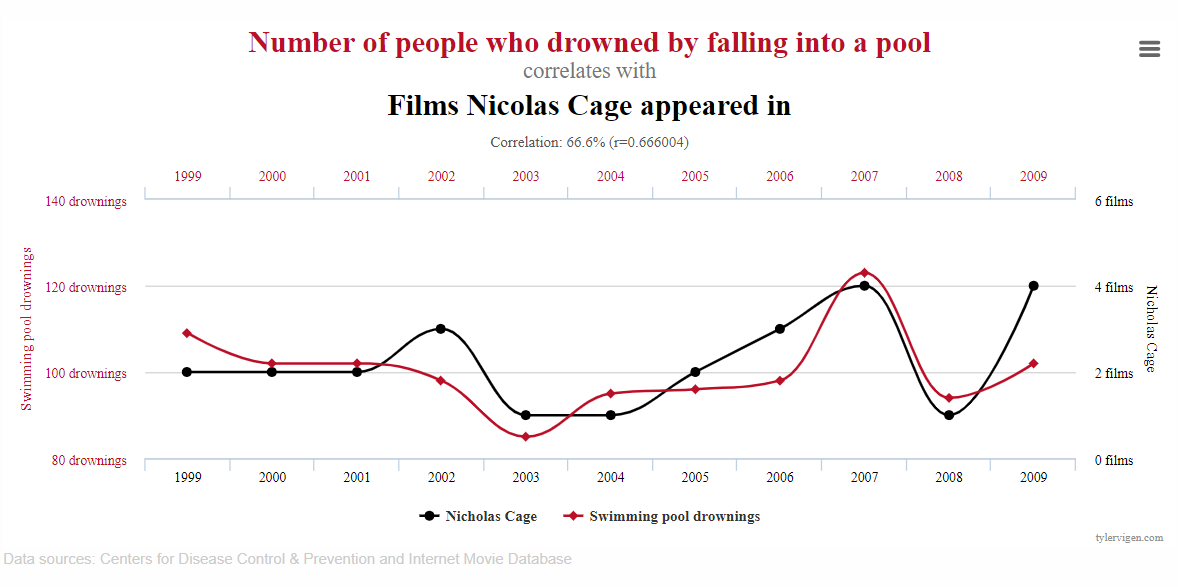 Number of people who drowned by falling into a pool
correlates with
Films Nicolas Cage appeared in
Correlation: 66.6% (r=0.666004)
1999 2000 2001 2002 2003 2004 2005 2006 2007 2008 2009
140 drownings
120 drownings
100 drownings
80 drownings
Swimming pool drownings
6 films
4 films
2 films
0 films
Nicholas Cage
1999 2000 2001 2002 2003 2004 2005 2006 2007 2008 2009
Nicholas Cage Swimming pool drownings
tylervigen.com
Data sources: Centers for Disease Control & Prevention and Internet Movie Database